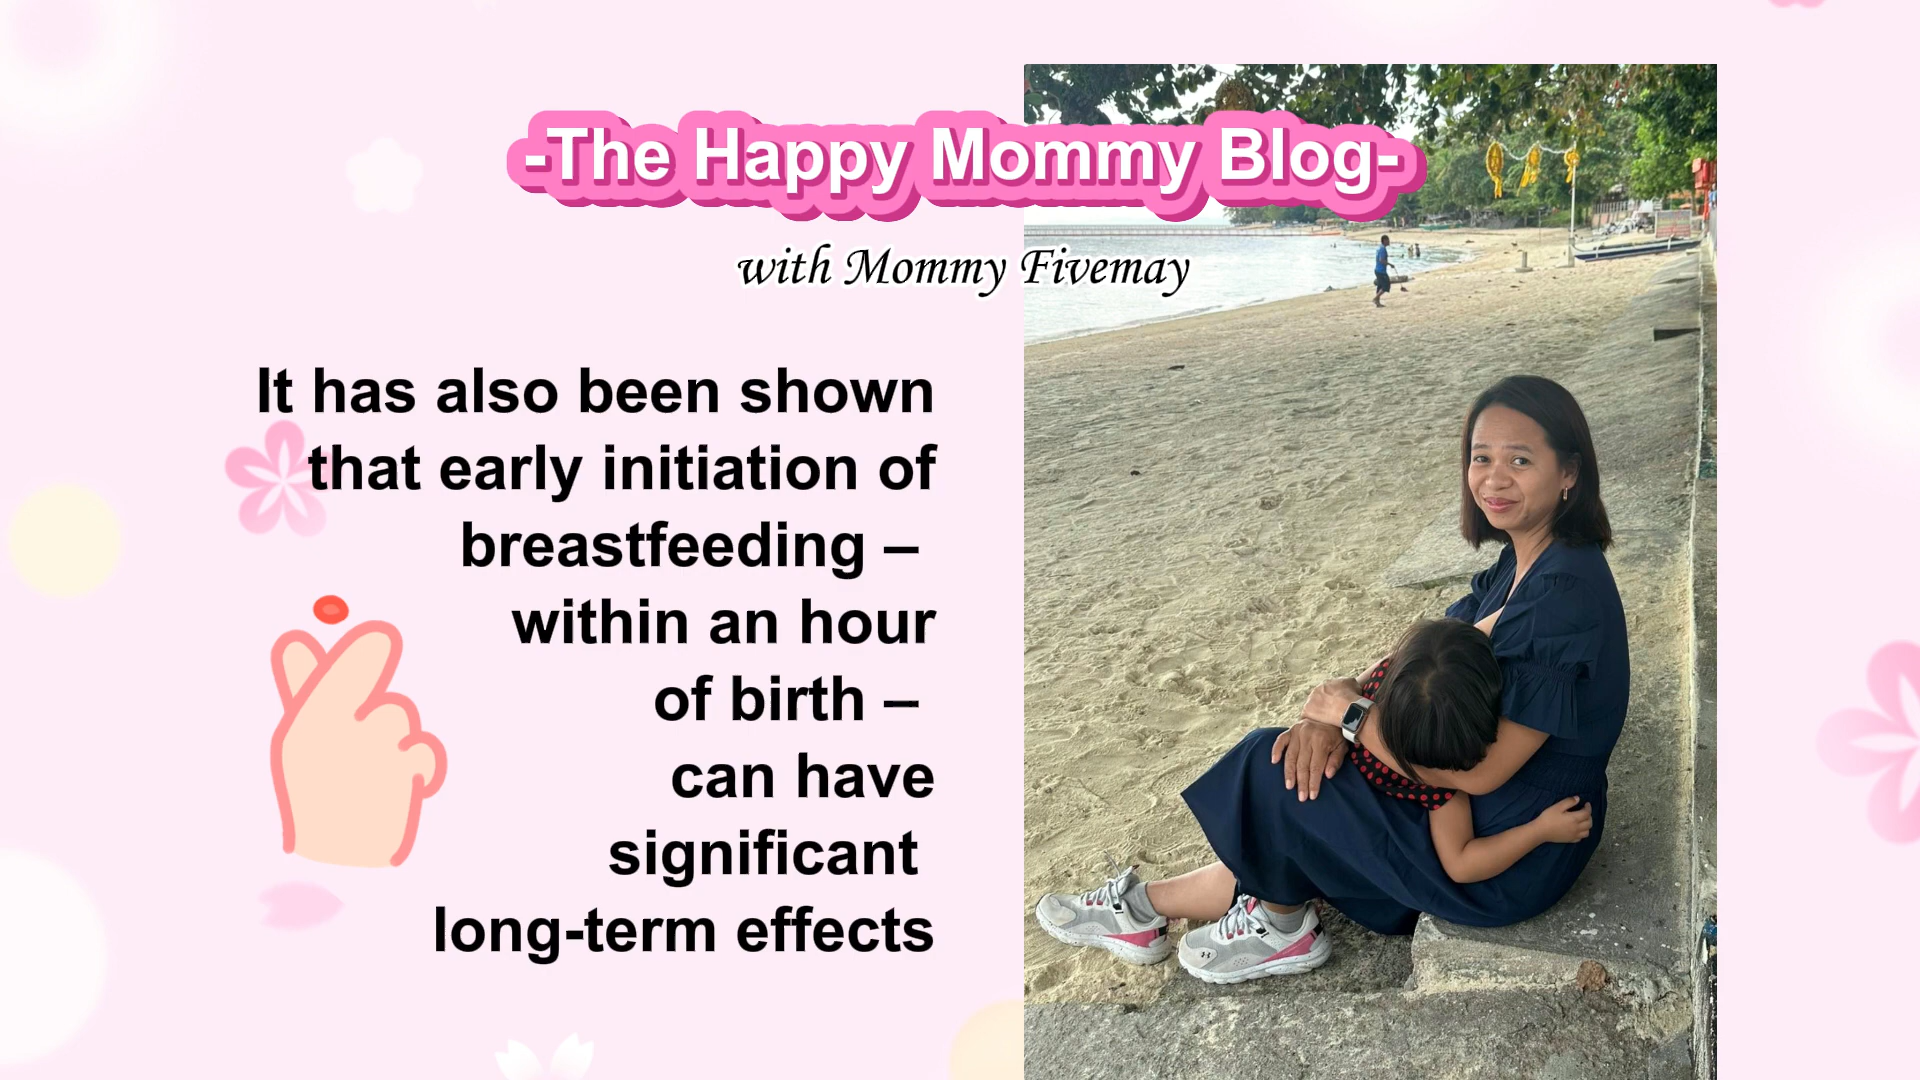 -The Happy Mommy Blog-
with Mommy Fivemay
It has also been shown
that early initiation of
breastfeeding –
within an hour
of birth –
can have
significant
long-term effects